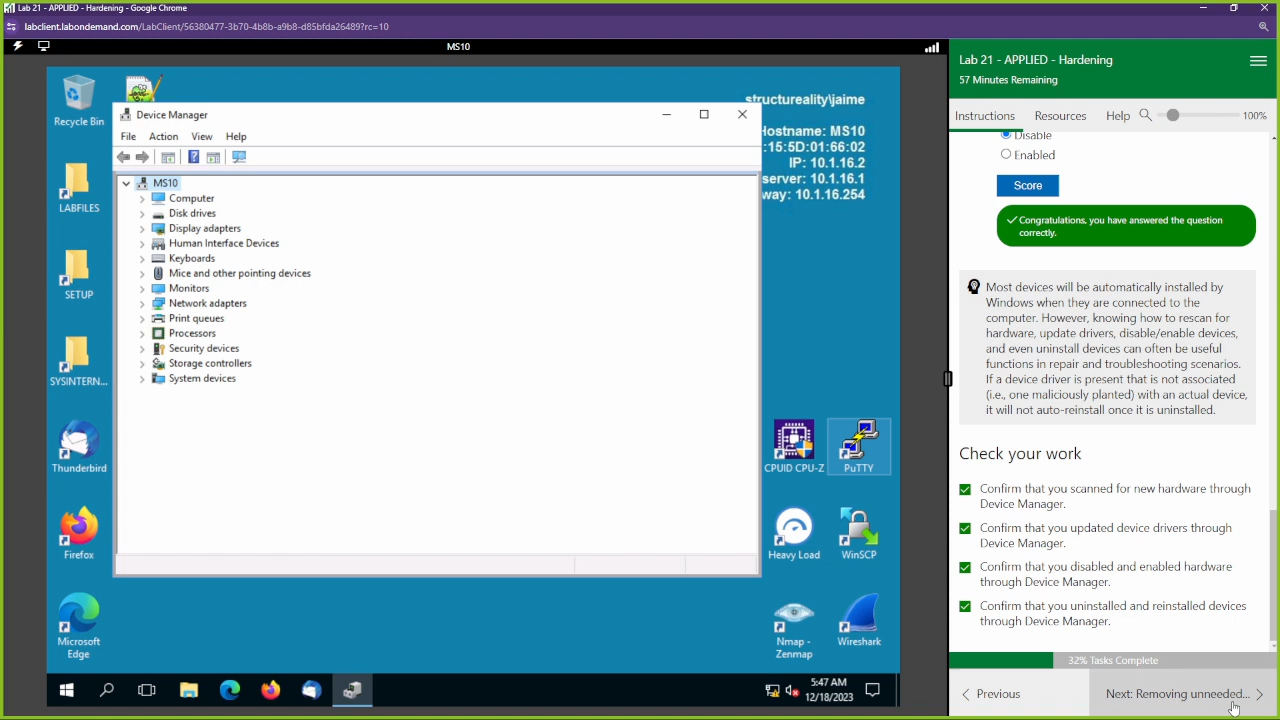 Lab 21 - APPLIED - Hardening - Google Chrome
labclient.labondemand.com/LabClient/56380477-3b70-4b8b-a9b8-d85bfda26489?rc=10
MS10
Lab 21 - APPLIED - Hardening
57 Minutes Remaining
Instructions Resources Help 100%
Disable
Enabled
Score
Congratulations, you have answered the question
correctly.
Most devices will be automatically installed by
Windows when they are connected to the
computer. However, knowing how to rescan for
hardware, update drivers, disable/enable devices,
and even uninstall devices can often be useful
functions in repair and troubleshooting scenarios.
If a device driver is present that is not associated
(i.e., one maliciously planted) with an actual device,
it will not auto-reinstall once it is uninstalled.
Check your work
Confirm that you scanned for new hardware through
Device Manager.
Confirm that you updated device drivers through
Device Manager.
Confirm that you disabled and enabled hardware
through Device Manager.
Confirm that you uninstalled and reinstalled devices
through Device Manager.
32% Tasks Complete
Previous
Next: Removing unneeded...
Recycle Bin
LABFILES
SETUP
SYSINTERN...
Thunderbird
Firefox
Microsoft
Edge
Device Manager
File Action View Help
MS10
Computer
Disk drives
Display adapters
Human Interface Devices
Keyboards
Mice and other pointing devices
Monitors
Network adapters
Print queues
Processors
Security devices
Storage controllers
System devices
structureality\jaime
Hostname: MS10
:15:5D:01:66:02
IP: 10.1.16.2
server: 10.1.16.1
way: 10.1.16.254
CPUID CPU-Z
PuTTY
Heavy Load
WinSCP
Nmap -
Zenmap
Wireshark
5:47 AM
12/18/2023